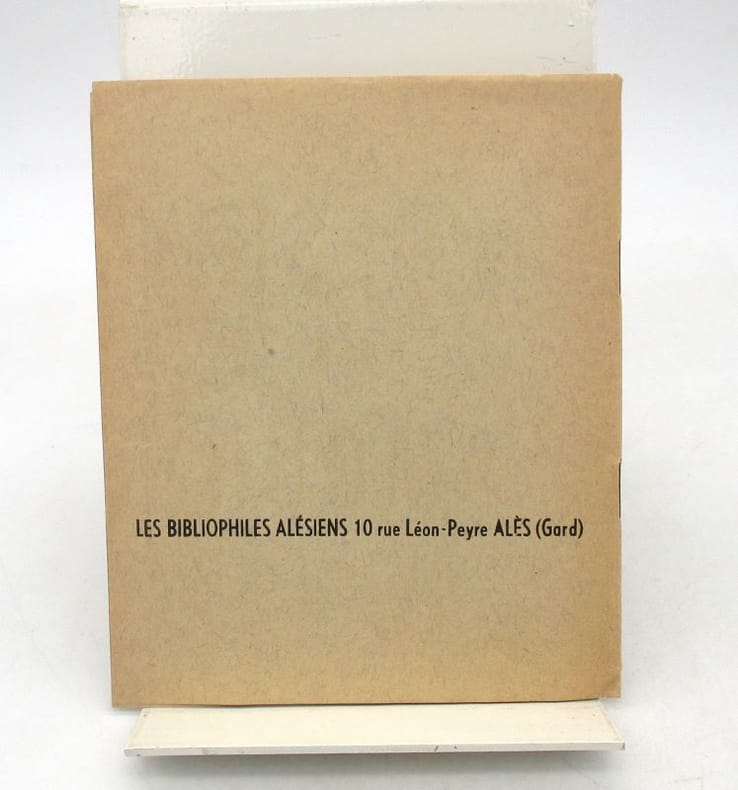 LES BIBLIOPHILES ALÉSIENS 10 rue Léon-Peyre ALÈS (Gard)